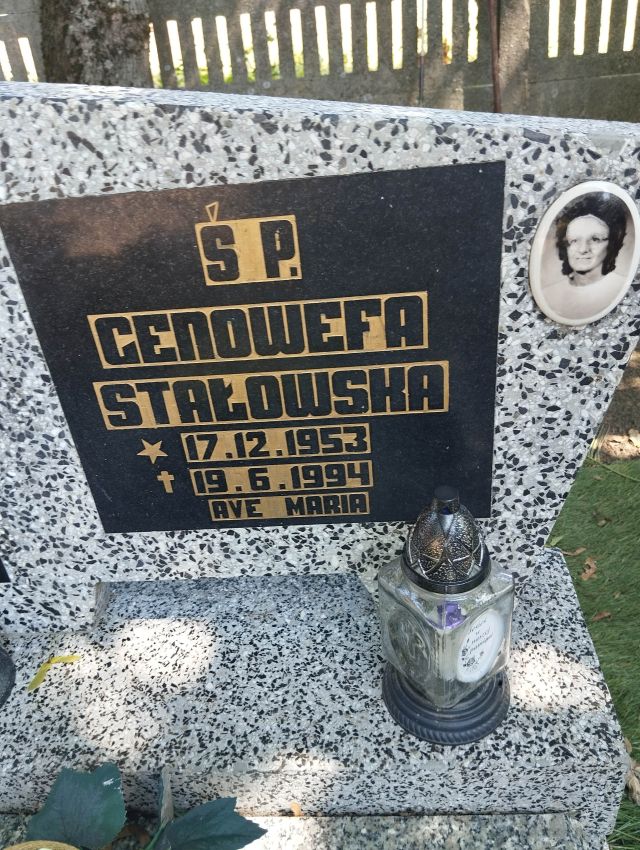 Ś P.
GENOWEFA
STAŁOWSKA
17.12.1953
19.6.1994
AVE MARIA